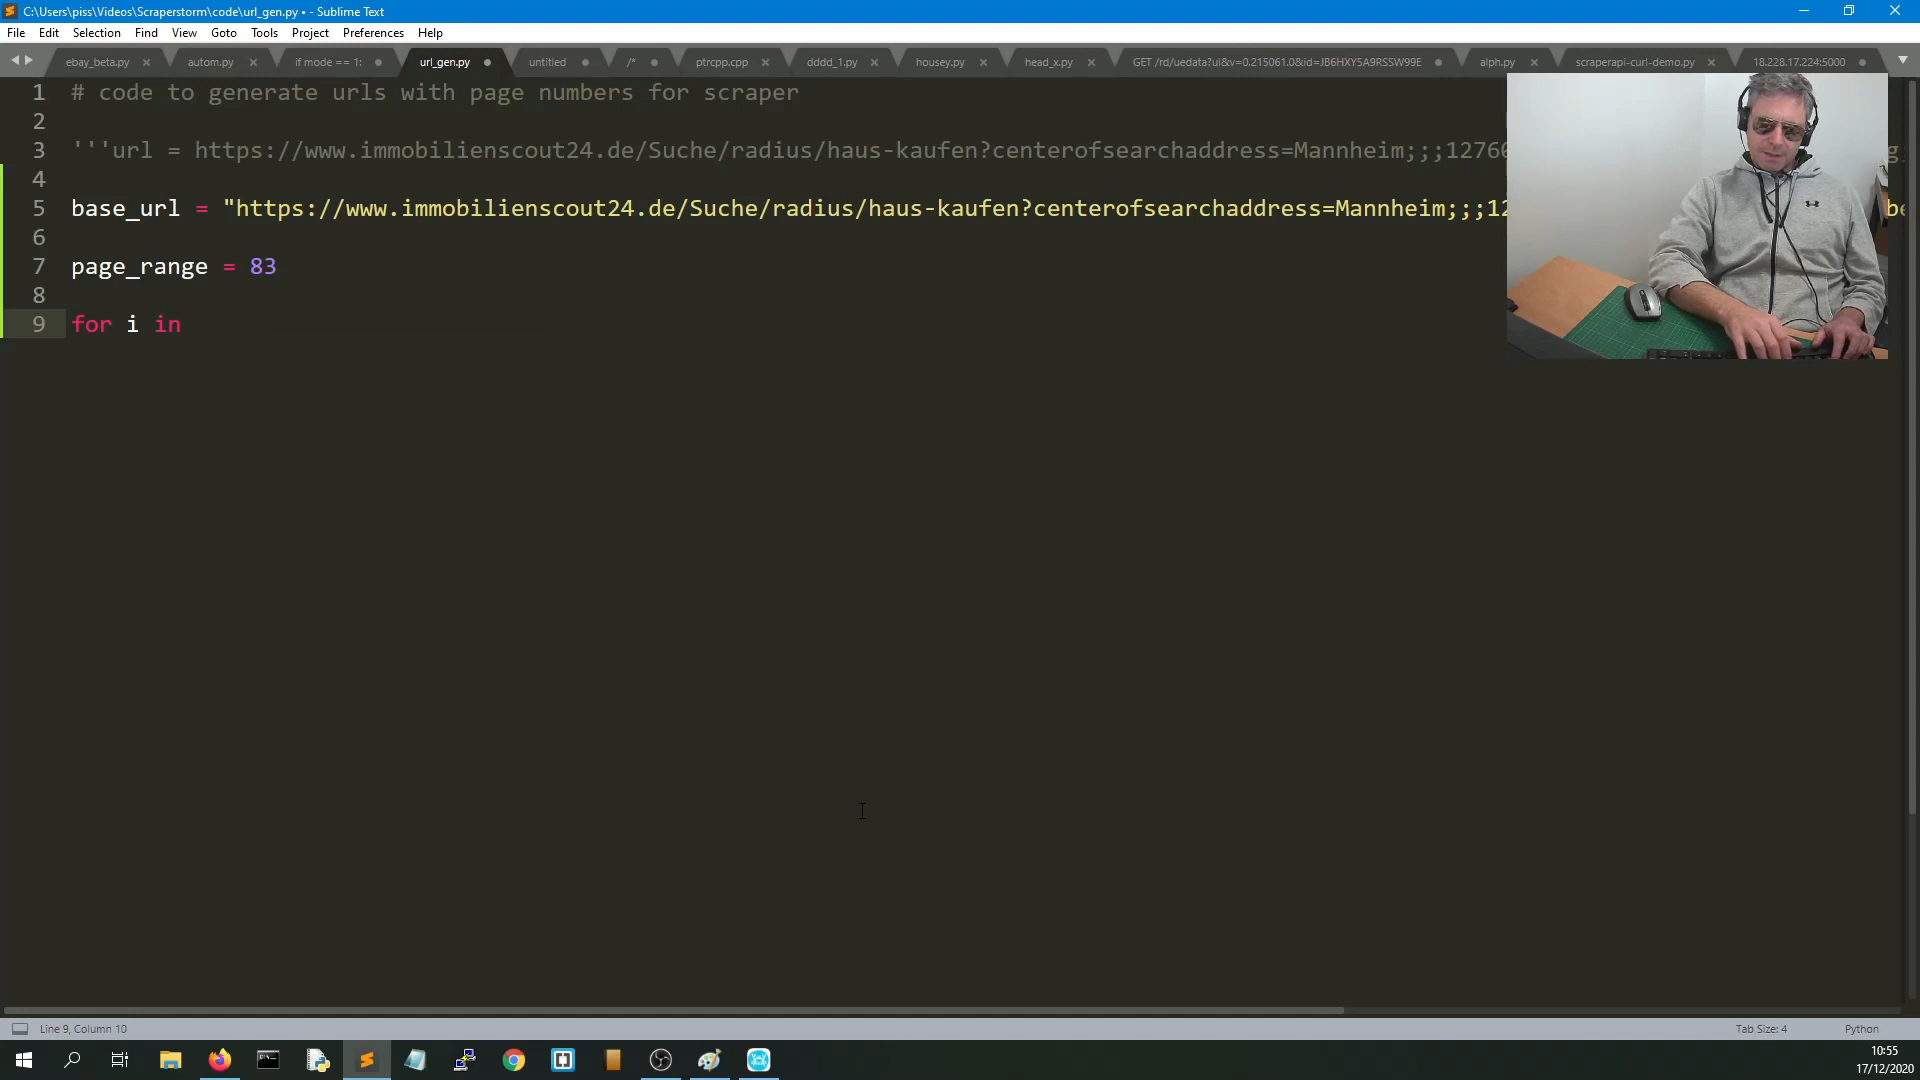 C:\Users\piss\Videos\Scraperstorm\code\url_gen.py • - Sublime Text
File Edit Selection Find View Goto Tools Project Preferences Help
ebay_beta.py autom.py if mode == 1: url_gen.py untitled /* ptrcpp.cpp dddd_1.py housey.py head_x.py GET /rd/uedata?ui&v=0.215061.0&id=JB6HXY5A9RSSW99E alph.py scraperapi-curl-demo.py 18.228.17.224:5000
1 # code to generate urls with page numbers for scraper
2
3 '''url = https://www.immobilienscout24.de/Suche/radius/haus-kaufen?centerofsearchaddress=Mannheim;;;1276
4
5 base_url = "https://www.immobilienscout24.de/Suche/radius/haus-kaufen?centerofsearchaddress=Mannheim;;;12 be
6
7 page_range = 83
8
9 for i in
Line 9, Column 10 Tab Size: 4 Python
10:55
17/12/2020